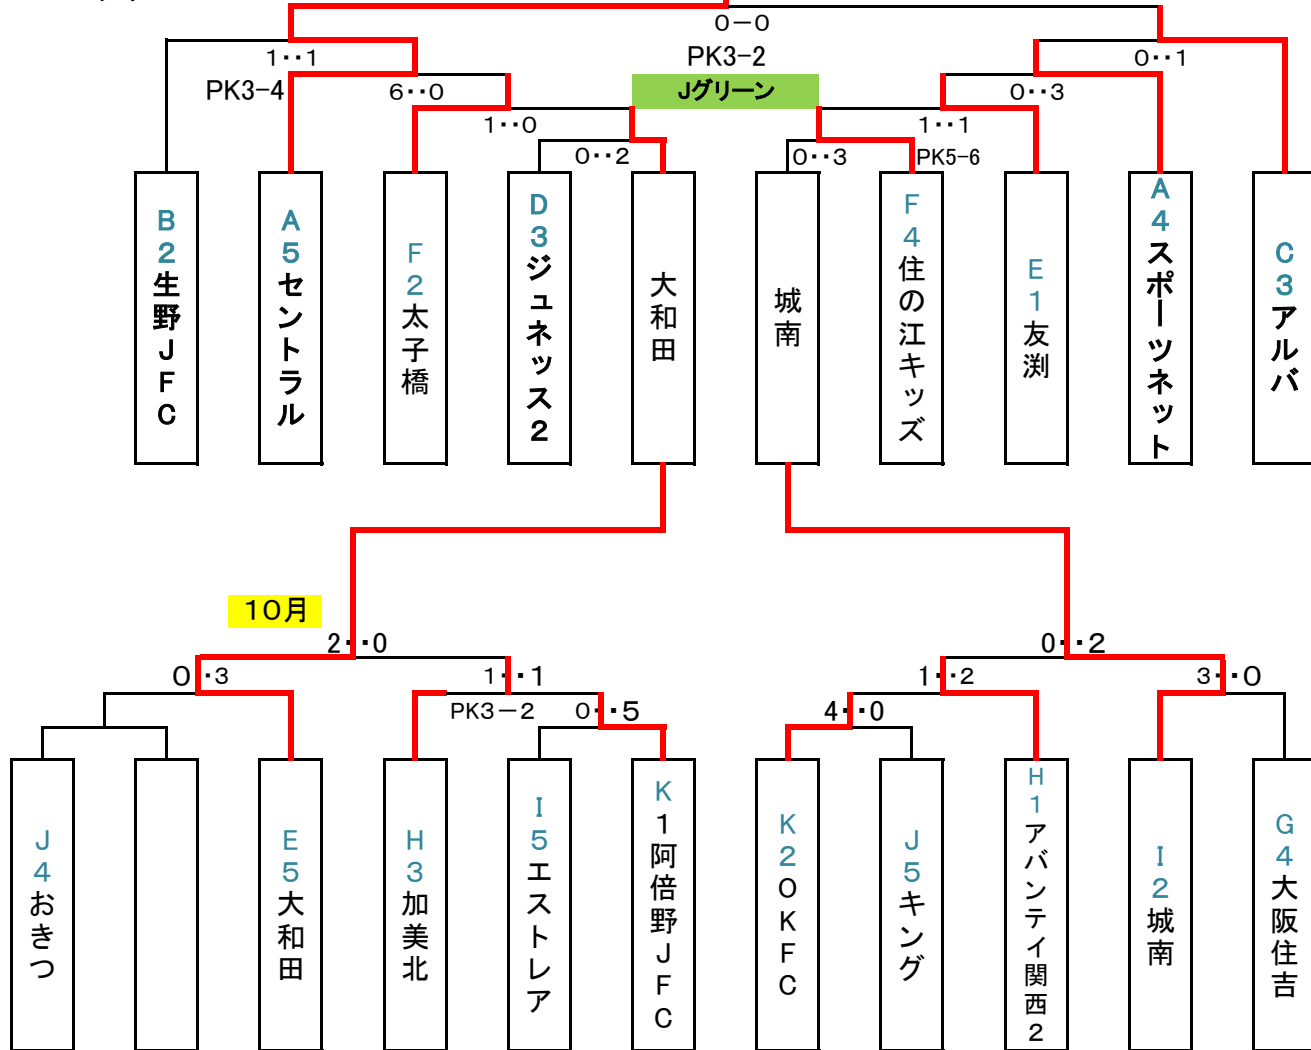 0－0
1‥1
PK3-2
0‥1
PK3-4
6‥0
Jグリーン
0‥3
1‥0
1‥1
0‥2
0‥3
PK5-6
B2生野JFC
A5セントラル
F2太子橋
D3ジュネッス2
大和田
城南
F4住の江キッズ
E1友渕
A4スポーツネット
C3アルバ
10月
2‥0
0‥2
0‥3
1‥1
1‥2
3‥0
PK3－2
0‥5
4‥0
J4おきつ
E5大和田
H3加美北
I5エストレア
K1阿倍野JFC
K2OKFC
J5キング
H1アバンテイ関西2
I2城南
G4大阪住吉